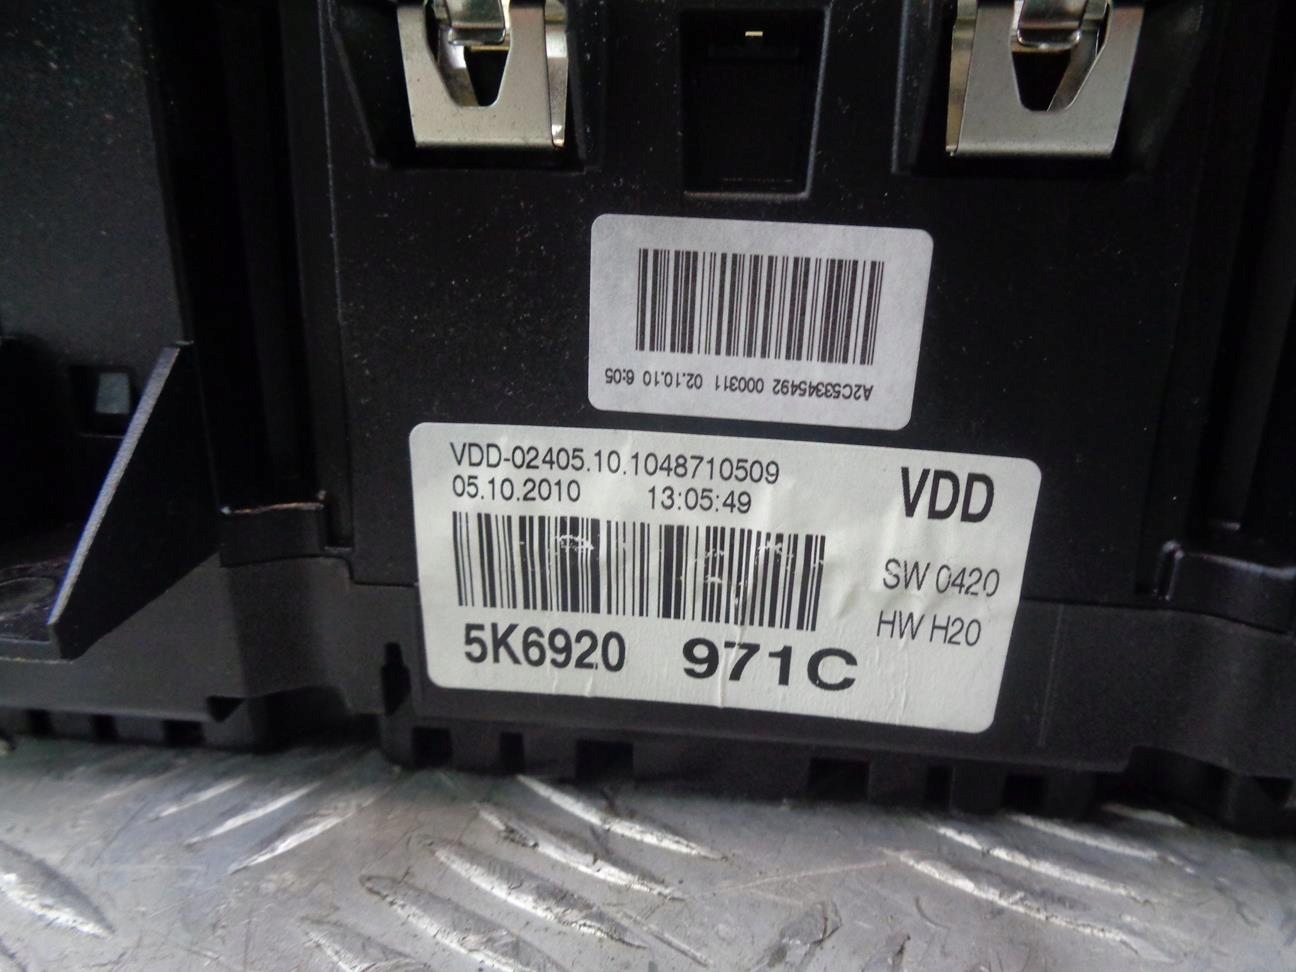 A2C53345492 000311 02.10.10 6:05
VDD-02405.10.1048710509
05.10.2010 13:05:49
VDD
SW 0420
HW H20
5K6920 971C